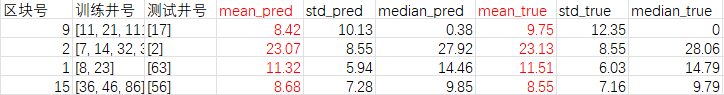 区块号 训练井号 测试井号 mean_pred std_pred median_pred mean_true std_true median_true
9 [11, 21, 111 [17] 8.42 10.13 0.38 9.75 12.35 0
2 [7, 14, 32, 3 [2] 23.07 8.55 27.92 23.13 8.55 28.06
1 [8, 23] [63] 11.32 5.94 14.46 11.51 6.03 14.79
15 [36, 46, 86] [56] 8.68 7.28 9.85 8.55 7.16 9.79